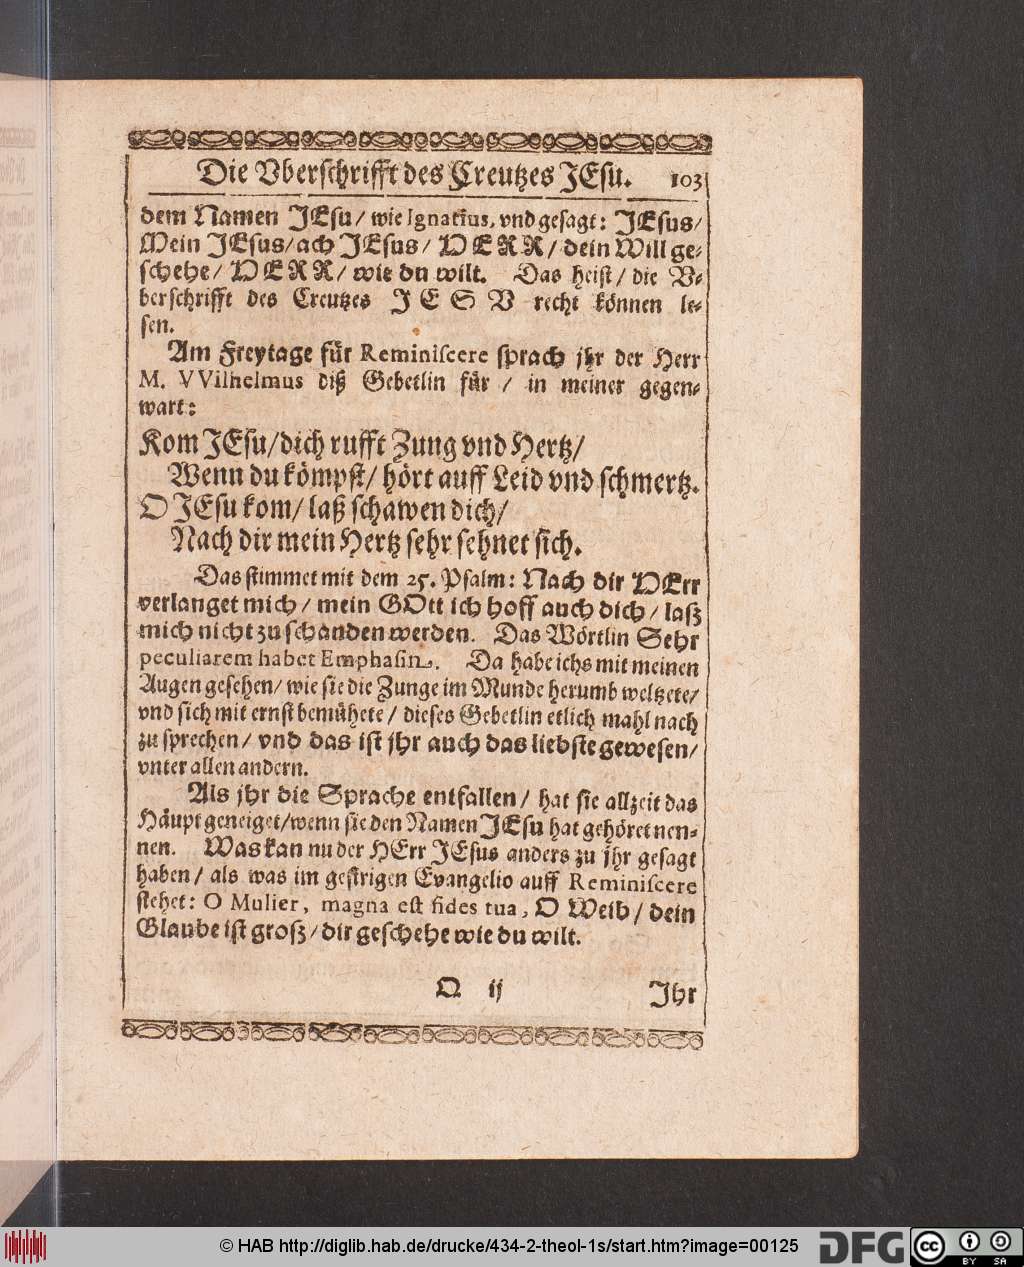 Die Vberschrifft des Creutzes JEsu. 103
dem Namen JEsu / wie Ignatius, vnd gesagt: JEsus /
Mein JEsus / ach JEsus / HERR / dein Will ge-
schehe / HERR / wie du wilt. Das heist / die V-
berschrifft des Creutzes JESV recht können le-
sen.
Am Freytage für Reminiscere sprach jhr der Herr
M. VVilhelmus diß Gebetlin für / in meiner gegen-
wart:
Kom JEsu / dich rufft Zung vnd Hertz /
Wenn du kömpst / hört auff Leid vnd schmertz.
O JEsu kom / laß schawen dich /
Nach dir mein Hertz sehr sehnet sich.
Das stimmet mit dem 25. Psalm: Nach dir HErr
verlanget mich / mein GOtt ich hoff auch dich / laß
mich nicht zu schanden werden. Das Wörtlin Sehr
peculiarem habet Emphasin. Da habe ichs mit meinen
Augen gesehen / wie sie die Zunge im Munde herumb weltzete /
vnd sich mit ernst bemühete / dieses Gebetlin etlich mahl nach
zu sprechen / vnd das ist jhr auch das liebste gewesen /
vnter allen andern.
Als jhr die Sprache entfallen / hat sie allzeit das
Häupt geneiget / wenn sie den Namen JEsu hat gehöret nen-
nen. Was kan nu der HErr JEsus anders zu jhr gesagt
haben / als was im gestrigen Evangelio auff Reminiscere
stehet: O Mulier, magna est fides tua, O Weib / dein
Glaube ist groß / dir geschehe wie du wilt.
O ij Jhr
© HAB http://diglib.hab.de/drucke/434-2-theol-1s/start.htm?image=00125
DFG
cc
BY SA